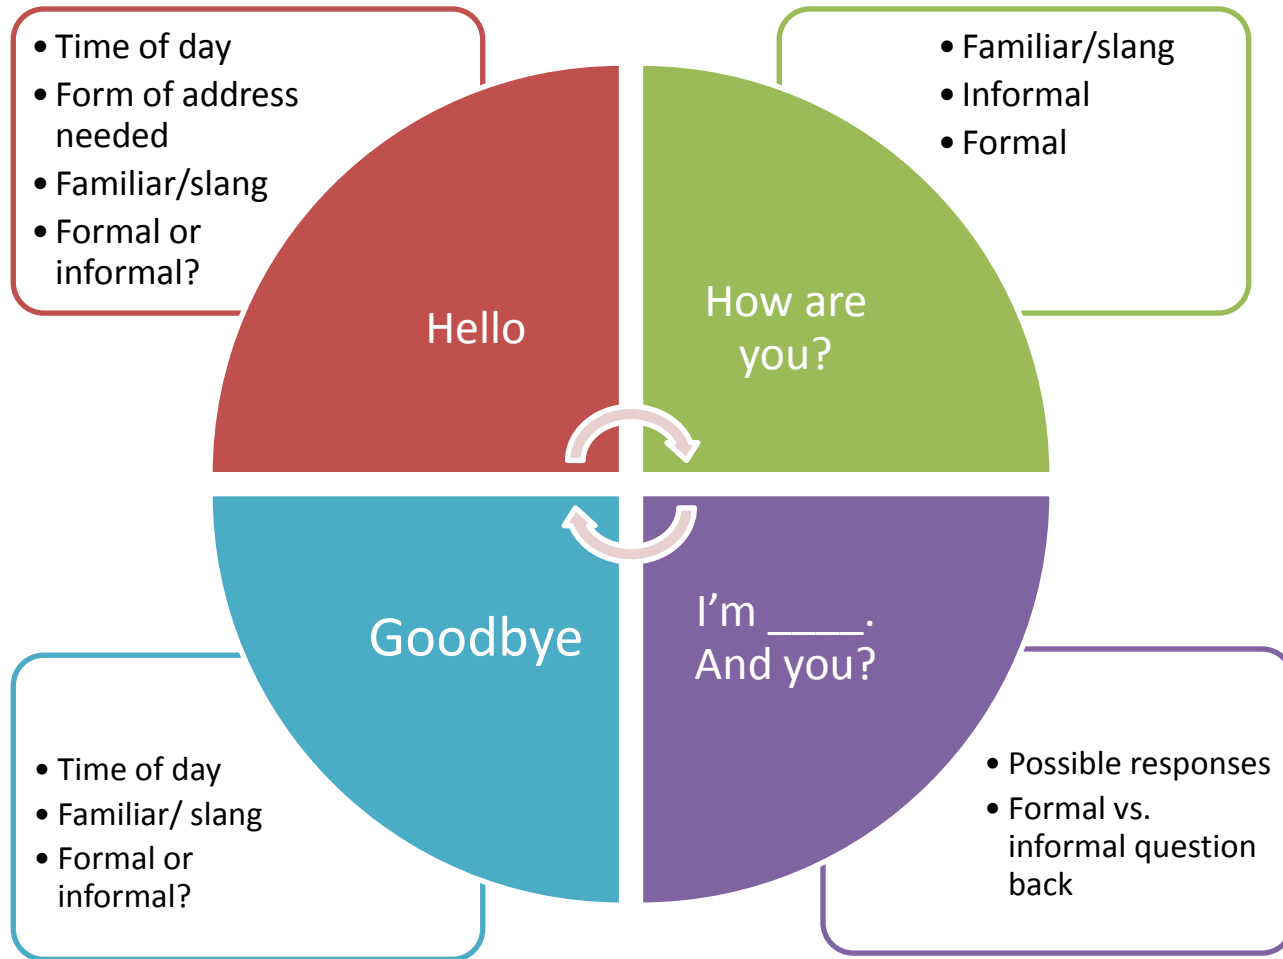 • Time of day
• Form of address
needed
• Familiar/slang
• Formal or
informal?
Hello
• Familiar/slang
• Informal
• Formal
How are
you?
I’m ____.
And you?
• Possible responses
• Formal vs.
informal question
back
Goodbye
• Time of day
• Familiar/ slang
• Formal or
informal?